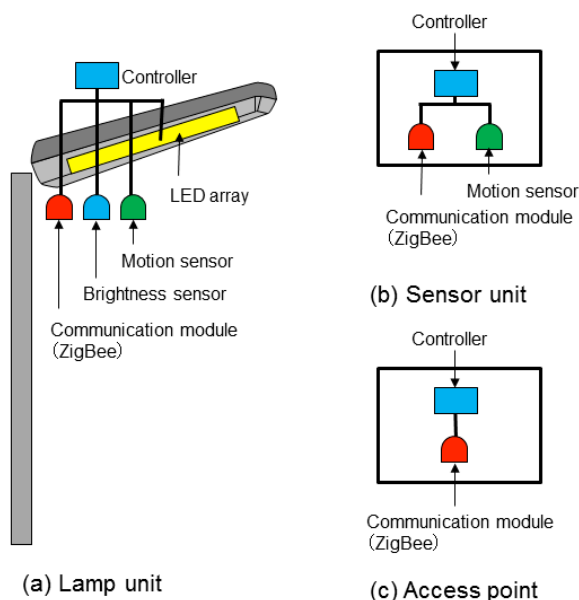 Controller
LED array
Motion sensor
Brightness sensor
Communication module
(ZigBee)
(a) Lamp unit
Controller
Motion sensor
Communication module
(ZigBee)
(b) Sensor unit
Controller
Communication module
(ZigBee)
(c) Access point